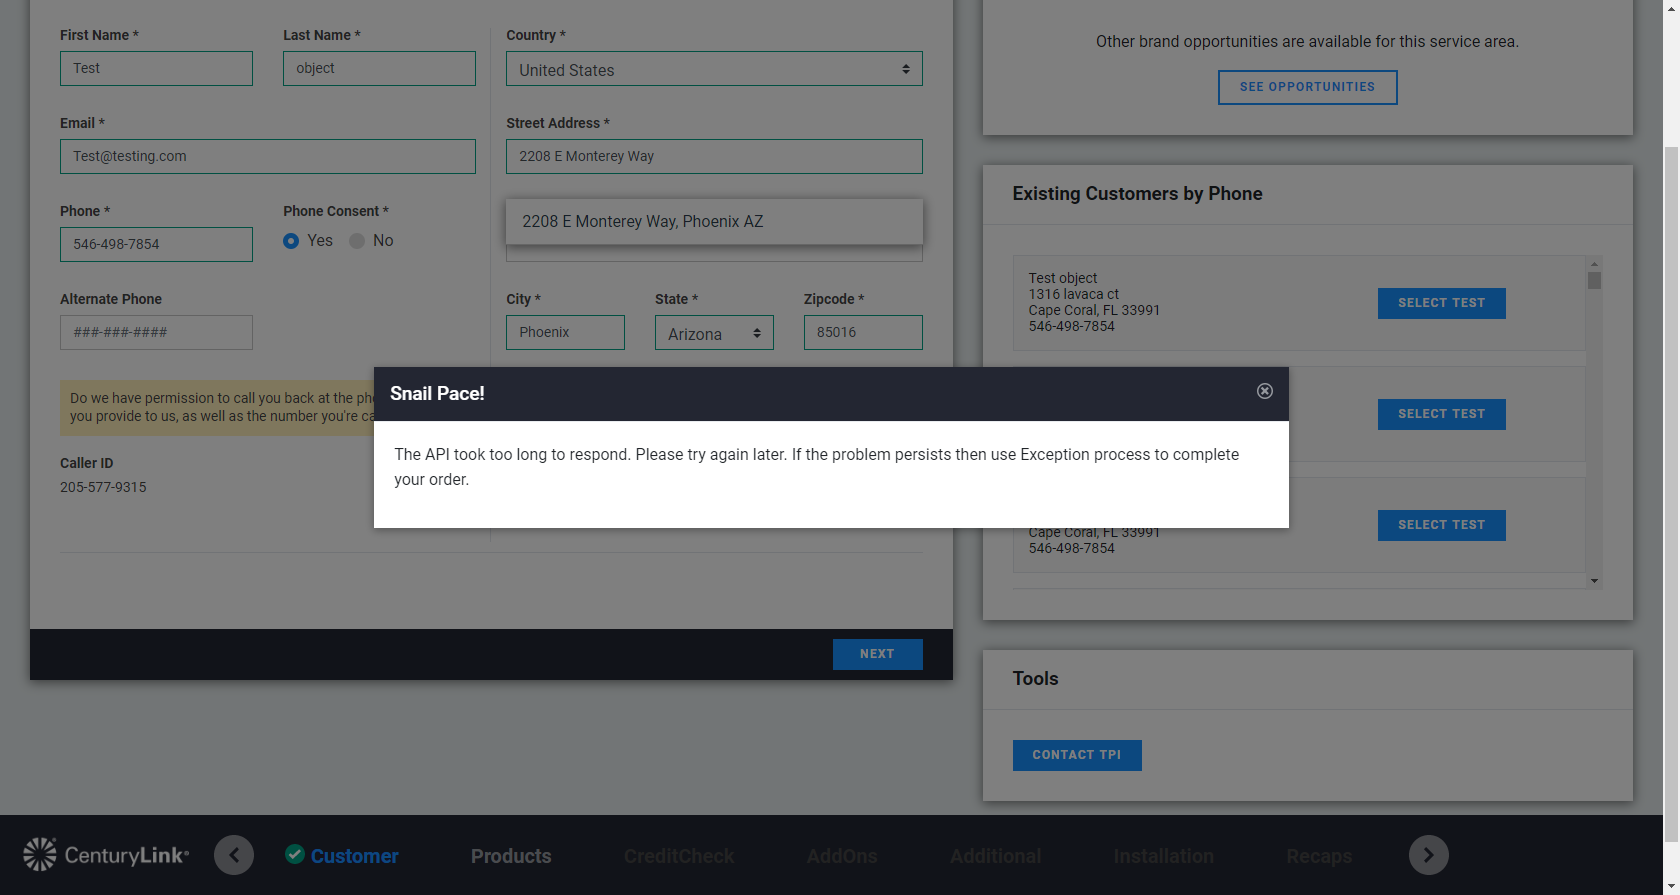 First Name *
Last Name *
Test
object
Email *
Test@testing.com
Phone *
Phone Consent *
546-498-7854
Yes
No
Alternate Phone
###-###-####
Do we have permission to call you back at the pho
you provide to us, as well as the number you're ca
Caller ID
205-577-9315
Country *
United States
Street Address *
2208 E Monterey Way
2208 E Monterey Way, Phoenix AZ
City *
State *
Zipcode *
Phoenix
Arizona
85016
NEXT
Snail Pace!
The API took too long to respond. Please try again later. If the problem persists then use Exception process to complete
your order.
Other brand opportunities are available for this service area.
SEE OPPORTUNITIES
Existing Customers by Phone
Test object
1316 lavaca ct
Cape Coral, FL 33991
546-498-7854
SELECT TEST
SELECT TEST
Cape Coral, FL 33991
546-498-7854
SELECT TEST
Tools
CONTACT TPI
CenturyLink®
Customer
Products
CreditCheck
AddOns
Additional
Installation
Recaps